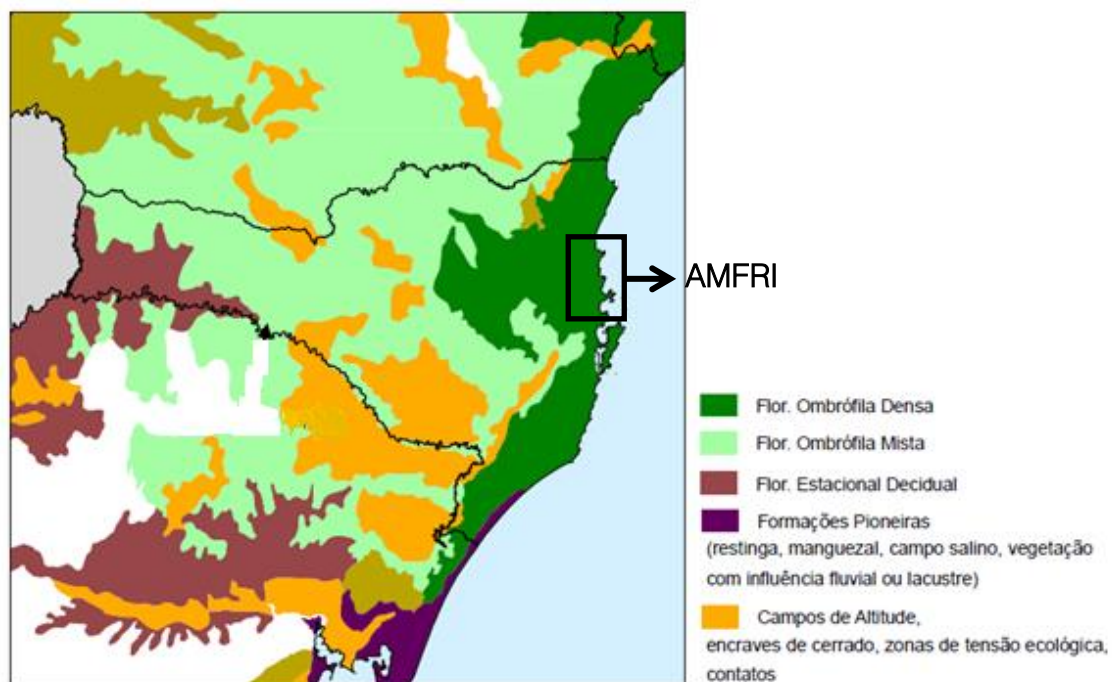 AMFRI
Flor. Ombrófila Densa
Flor. Ombrófila Mista
Flor. Estacional Decidual
Formações Pioneiras
(restinga, manguezal, campo salino, vegetação
com influência fluvial ou lacustre)
Campos de Altitude,
encraves de cerrado, zonas de tensão ecológica,
contatos